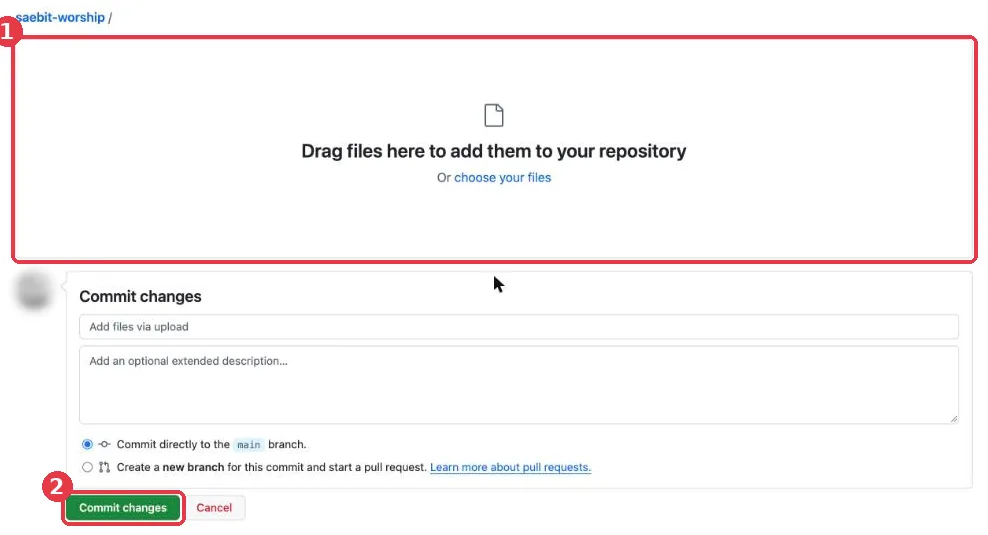 saebit-worship /
1
Drag files here to add them to your repository
Or choose your files
Commit changes
Add files via upload
Add an optional extended description...
Commit directly to the main branch.
Create a new branch for this commit and start a pull request. Learn more about pull requests.
2
Commit changes Cancel